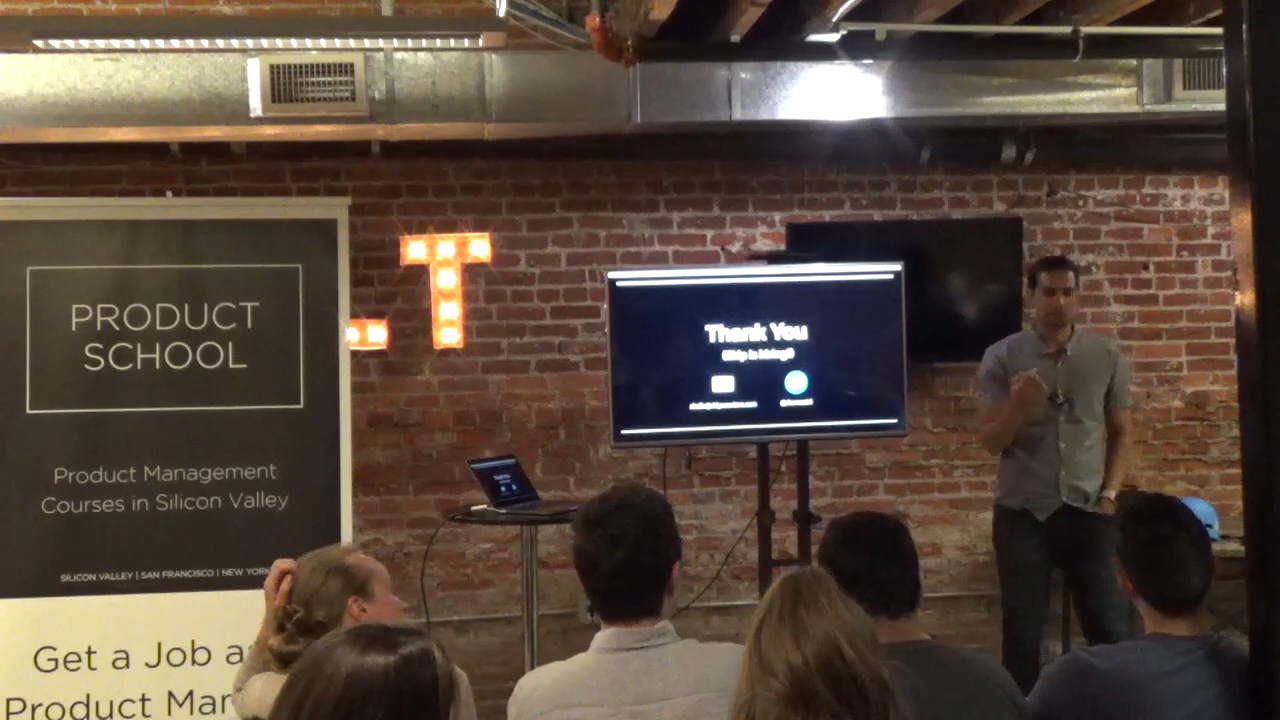 PRODUCT
SCHOOL
Product Management
Courses in Silicon Valley
SILICON VALLEY | SAN FRANCISCO | NEW YORK
Get a Job a
Product Mar
T
Thank You